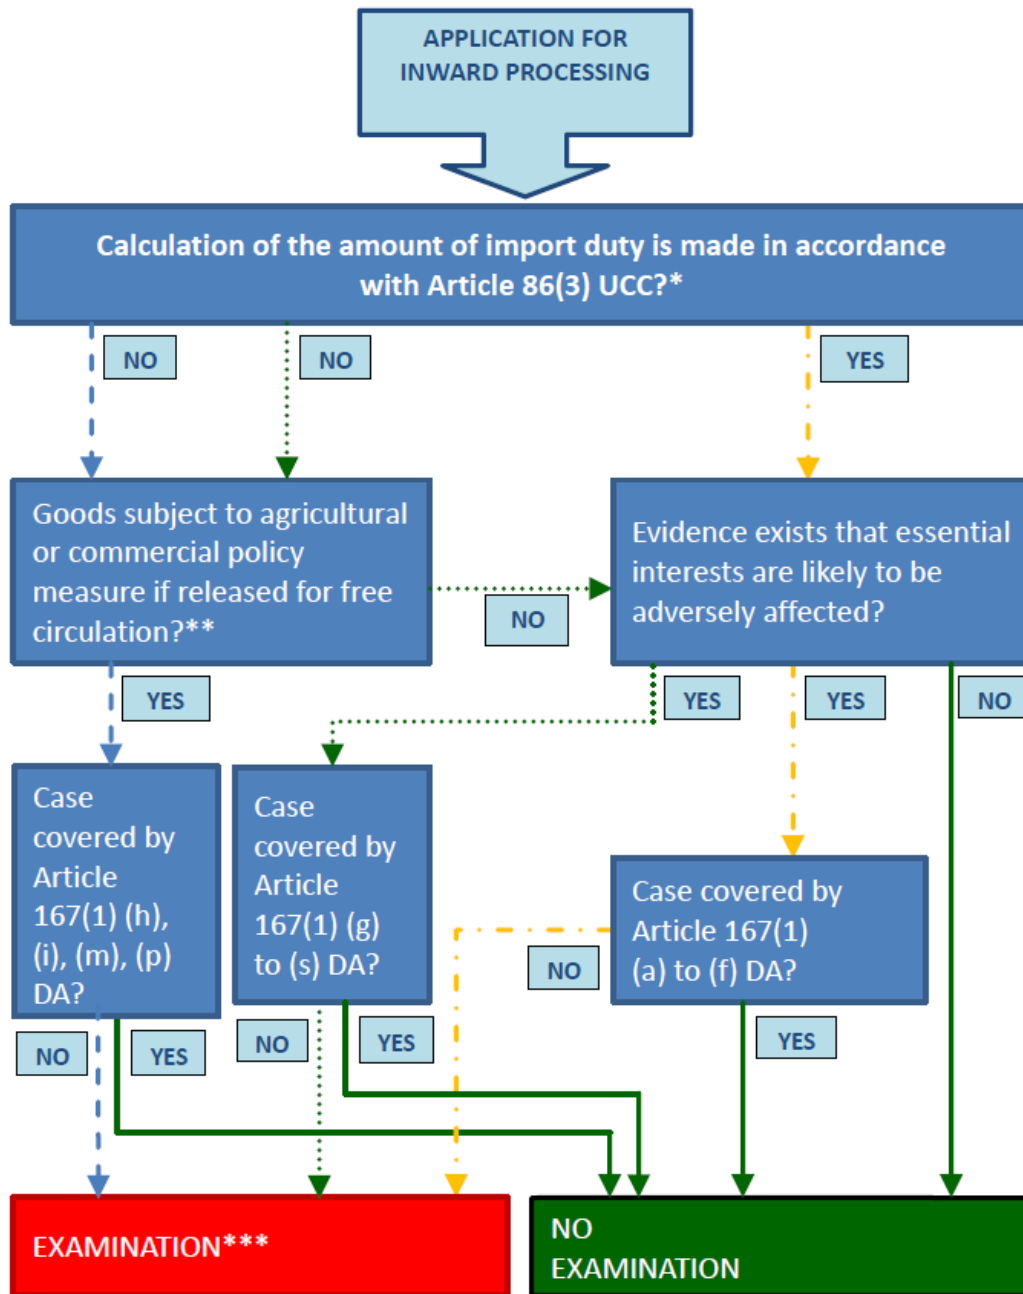 APPLICATION FOR
INWARD PROCESSING
Calculation of the amount of import duty is made in accordance
with Article 86(3) UCC?*
NO
NO
YES
Goods subject to agricultural
or commercial policy
measure if released for free
circulation?**
NO
Evidence exists that essential
interests are likely to be
adversely affected?
YES
YES
YES
NO
Case
covered by
Article
167(1) (h),
(i), (m), (p)
DA?
Case
covered by
Article
167(1) (g)
to (s) DA?
Case covered by
Article 167(1)
(a) to (f) DA?
NO
YES
NO
YES
NO
YES
EXAMINATION***
NO
EXAMINATION